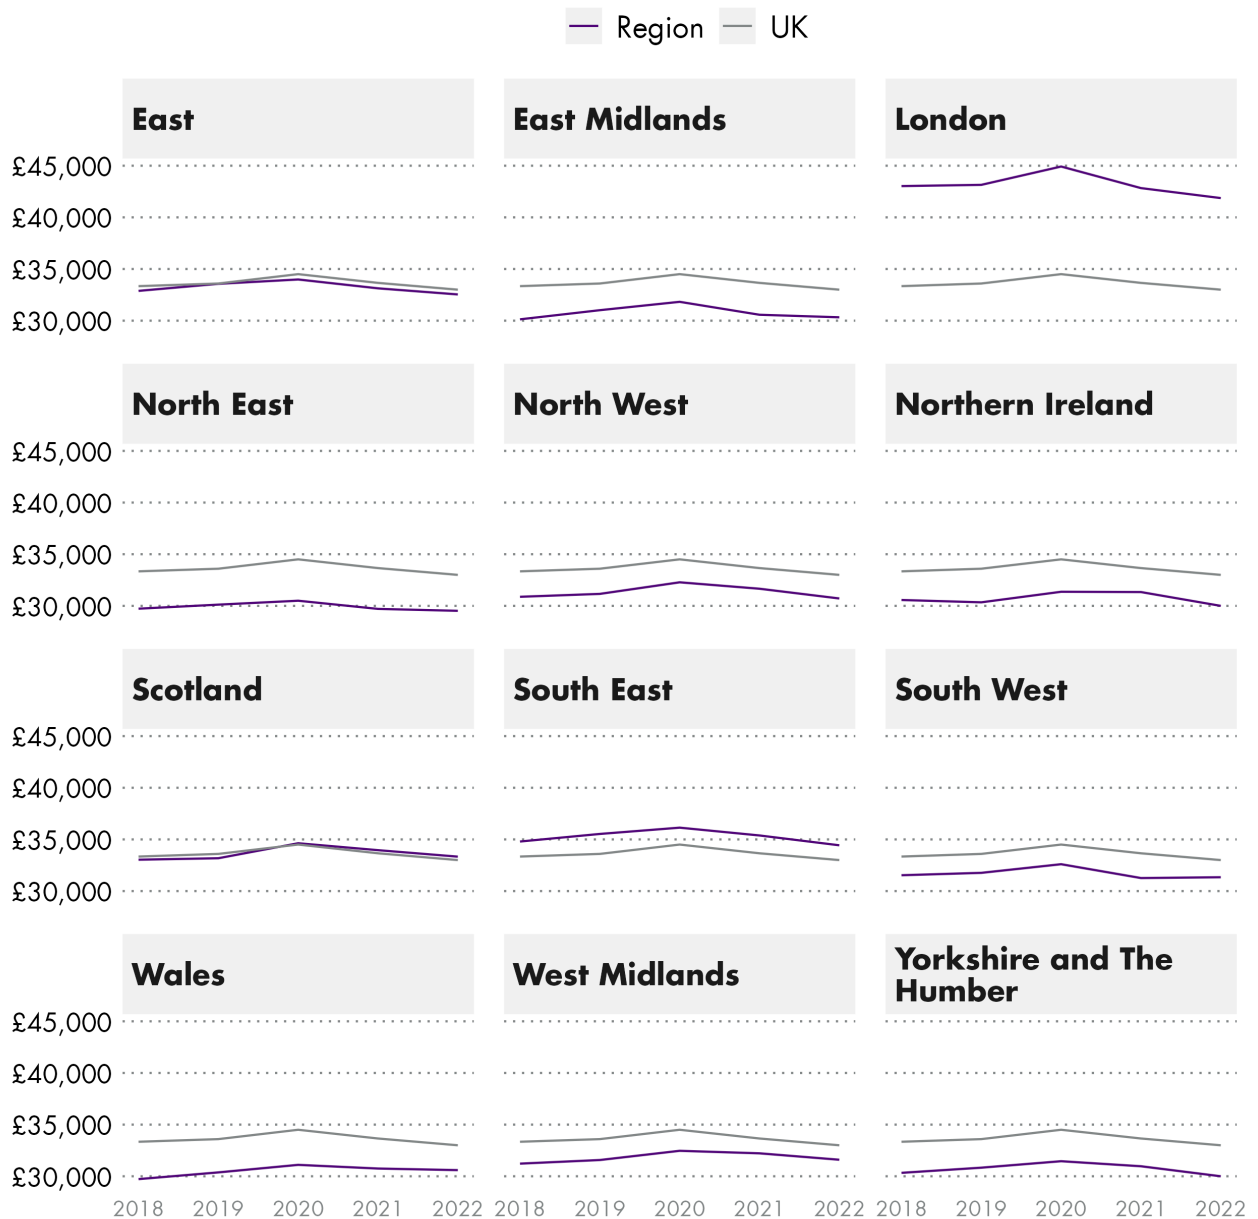 Region UK
East East Midlands London
£45,000
£40,000
£35,000
£30,000
North East North West Northern Ireland
£45,000
£40,000
£35,000
£30,000
Scotland South East South West
£45,000
£40,000
£35,000
£30,000
Wales West Midlands Yorkshire and The
Humber
£45,000
£40,000
£35,000
£30,000
2018 2019 2020 2021 2022 2018 2019 2020 2021 2022 2018 2019 2020 2021 2022